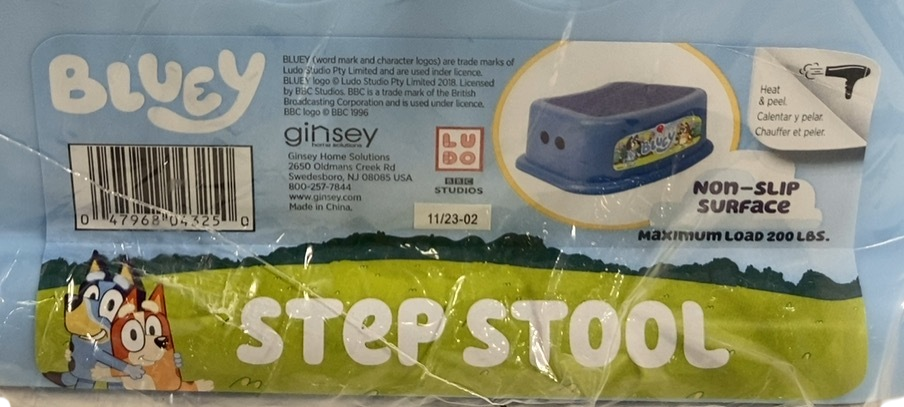 BLUEY
BLUEY (word mark and character logos) are trade marks of
Ludo Studio Pty Limited and are used inder licence.
BLUEY logo © Ludo Studio Pty Limited 2018. Licensed
by BBC Studios. BBC is a trade mark of the British
Broadcasting Corporation and is used under licence.
BBC logo © BBC 1996
ginsey
home solutions
Ginsey Home Solutions
2650 Oldmans Creek Rd
Swedesboro, NJ 08085 USA
800-257-7844
www.ginsey.com
Made in China.
0 47968 04325 0
LU
DO
BBC
STUDIOS
11/23-02
BLUEY
Heat
& peel.
Calentar y pelar.
Chauffer et peler.
NON-SLIP
SURFACE
MAXIMUM LOAD 200 LBS.
STEP STOOL